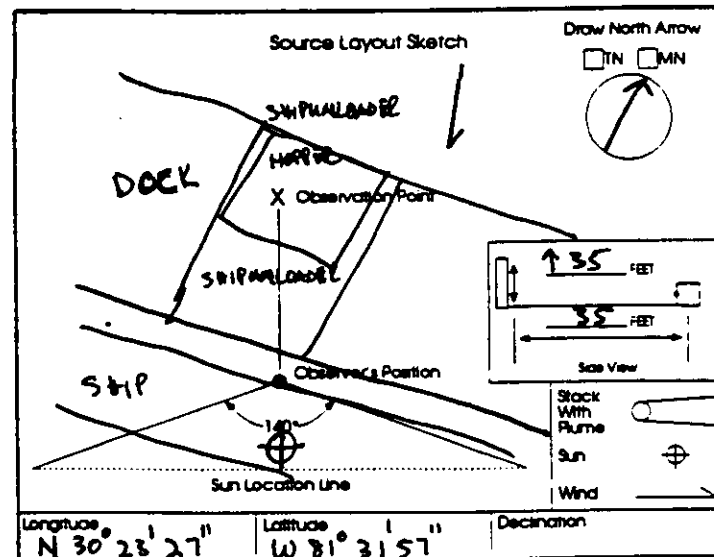 Source Layout Sketch
Draw North Arrow
TN MN
SHIPUNLOADER
HOPPER
DOCK
X Observation Point
SHIPUNLOADER
↑ 35 FEET
35 FEET
Side View
Observer's Position
SHIP
140°
Sun Location Line
Stack
With
Plume
Sun
Wind
Longitude
N 30° 23' 27"
Latitude
W 81° 31' 57"
Declination